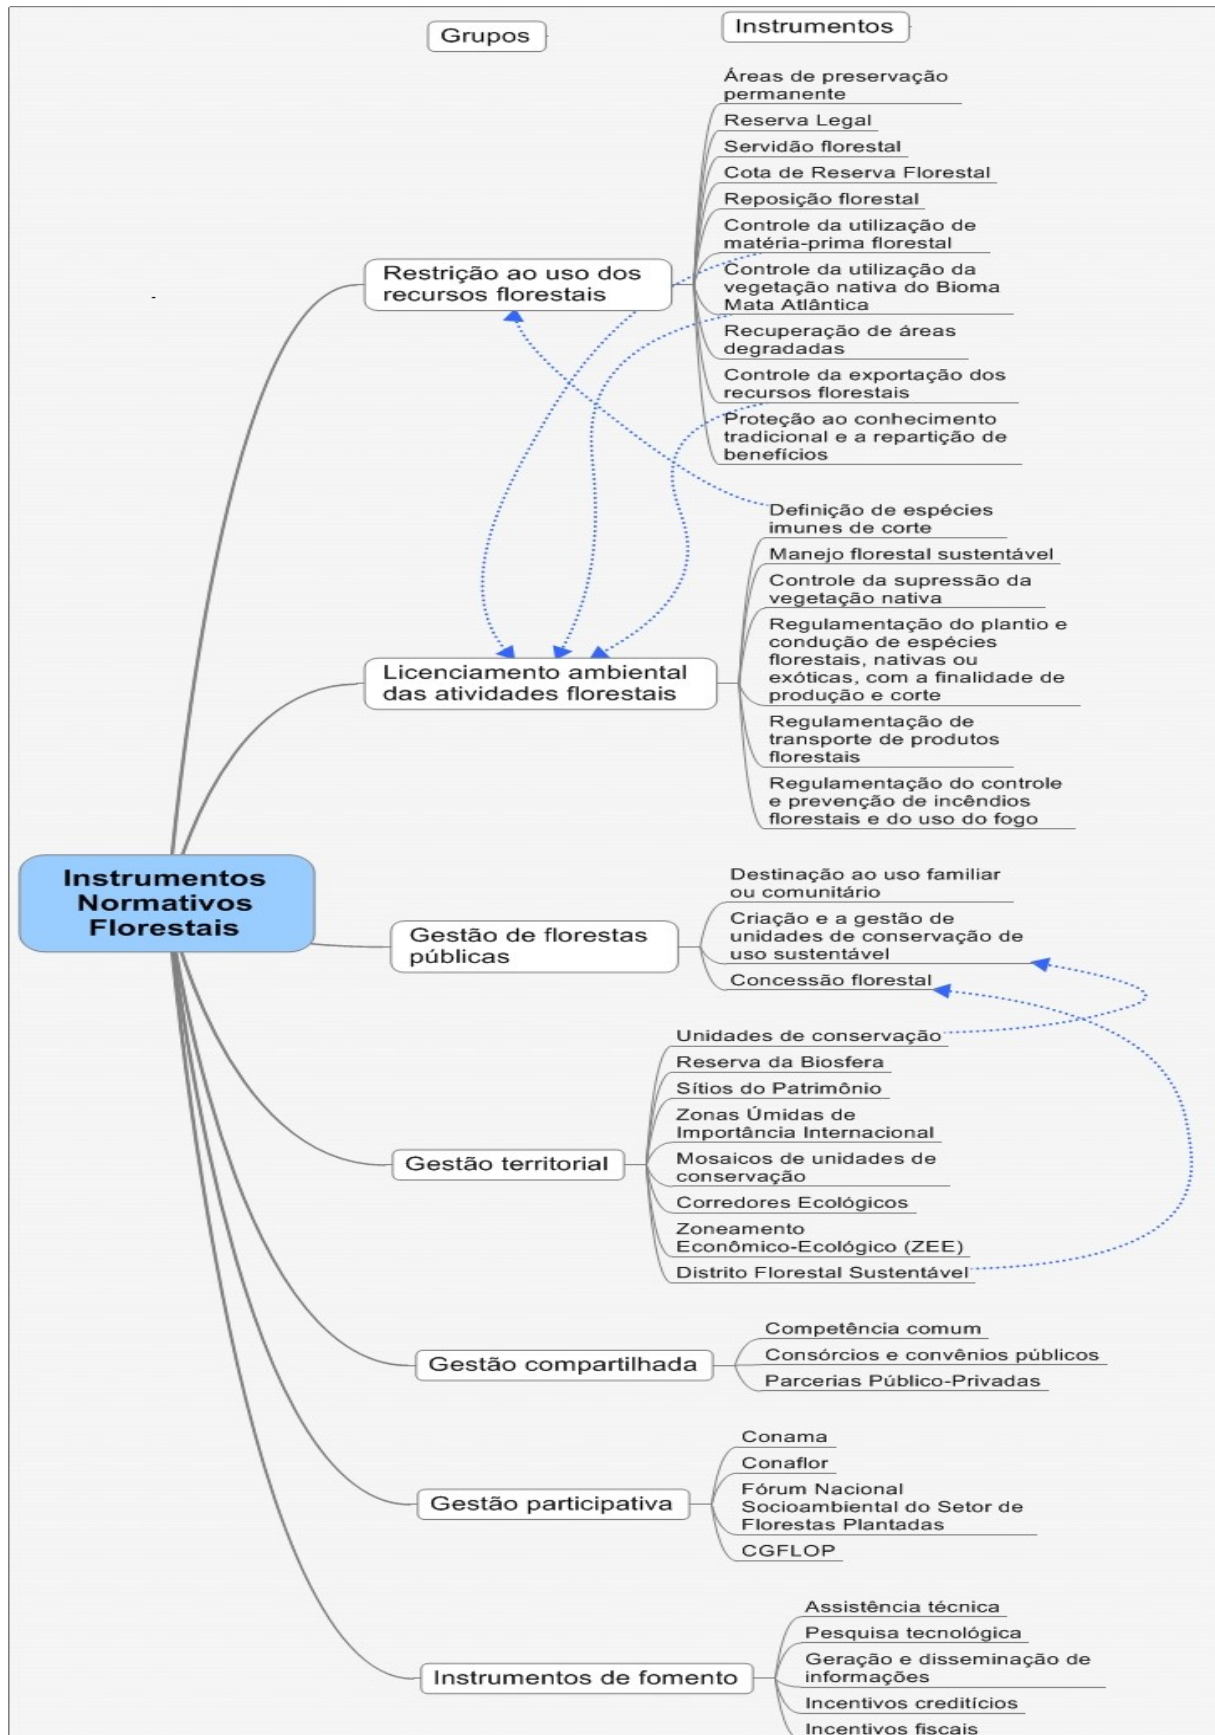 Grupos
Instrumentos
Instrumentos
Normativos
Florestais
Restrição ao uso dos
recursos florestais
Áreas de preservação
permanente
Reserva Legal
Servidão florestal
Cota de Reserva Florestal
Reposição florestal
Controle da utilização de
matéria-prima florestal
Controle da utilização da
vegetação nativa do Bioma
Mata Atlântica
Recuperação de áreas
degradadas
Controle da exportação dos
recursos florestais
Proteção ao conhecimento
tradicional e a repartição de
benefícios
Licenciamento ambiental
das atividades florestais
Definição de espécies
imunes de corte
Manejo florestal sustentável
Controle da supressão da
vegetação nativa
Regulamentação do plantio e
condução de espécies
florestais, nativas ou
exóticas, com a finalidade de
produção e corte
Regulamentação de
transporte de produtos
florestais
Regulamentação do controle
e prevenção de incêndios
florestais e do uso do fogo
Gestão de florestas
públicas
Destinação ao uso familiar
ou comunitário
Criação e a gestão de
unidades de conservação de
uso sustentável
Concessão florestal
Gestão territorial
Unidades de conservação
Reserva da Biosfera
Sítios do Patrimônio
Zonas Úmidas de
Importância Internacional
Mosaicos de unidades de
conservação
Corredores Ecológicos
Zoneamento
Econômico-Ecológico (ZEE)
Distrito Florestal Sustentável
Gestão compartilhada
Competência comum
Consórcios e convênios públicos
Parcerias Público-Privadas
Gestão participativa
Conama
Conaflor
Fórum Nacional
Socioambiental do Setor de
Florestas Plantadas
CGFLOP
Instrumentos de fomento
Assistência técnica
Pesquisa tecnológica
Geração e disseminação de
informações
Incentivos creditícios
Incentivos fiscais